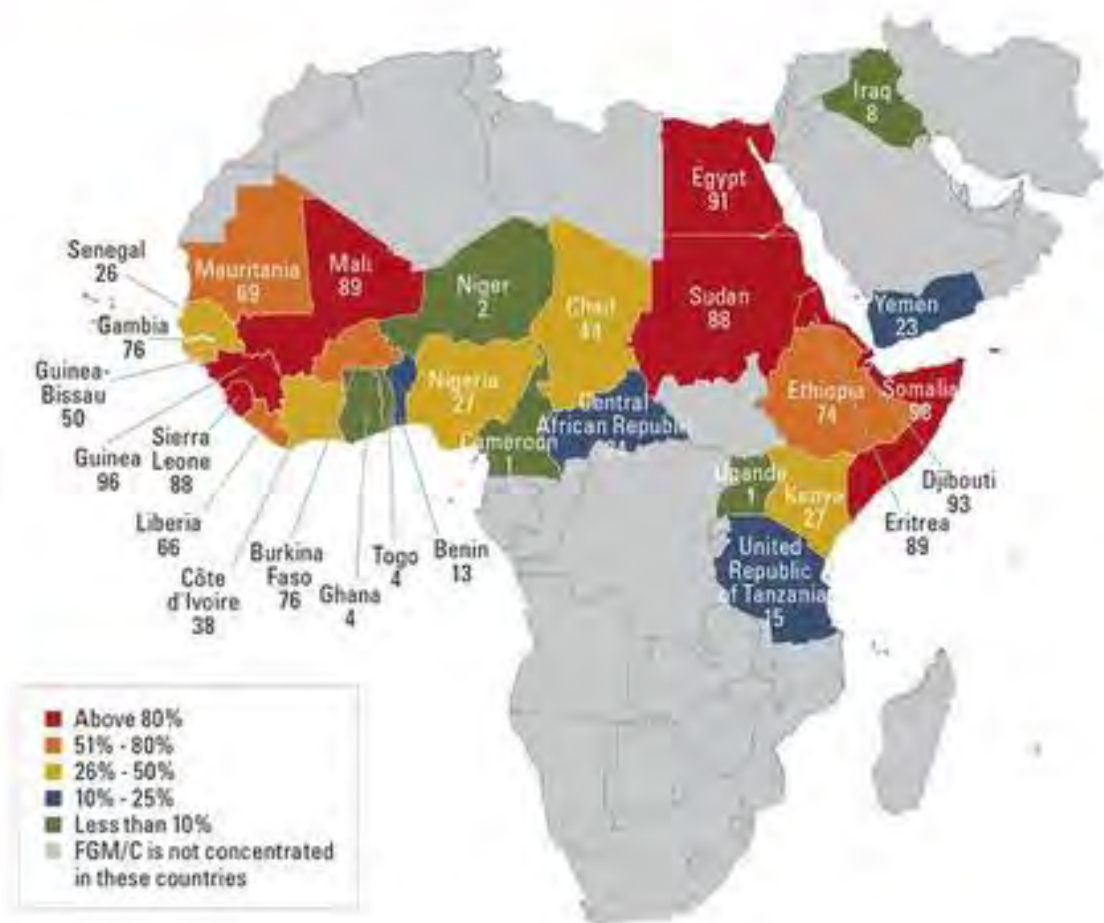 Iraq
8
Egypt
91
Senegal
26
Mauritania
69
Mali
89
Niger
2
Chad
44
Sudan
88
Yemen
23
Gambia
76
Guinea-
Bissau
50
Nigeria
27
Ethiopia
74
Somalia
98
Central
African Republic
Cameroon
1
Guinea
96
Sierra
Leone
88
Uganda
1
Kenya
27
Djibouti
93
Eritrea
89
Liberia
66
Côte
d'Ivoire
38
Burkina
Faso
76
Ghana
4
Togo
4
Benin
13
United
Republic
of Tanzania
15
Above 80%
51% - 80%
26% - 50%
10% - 25%
Less than 10%
FGM/C is not concentrated
in these countries